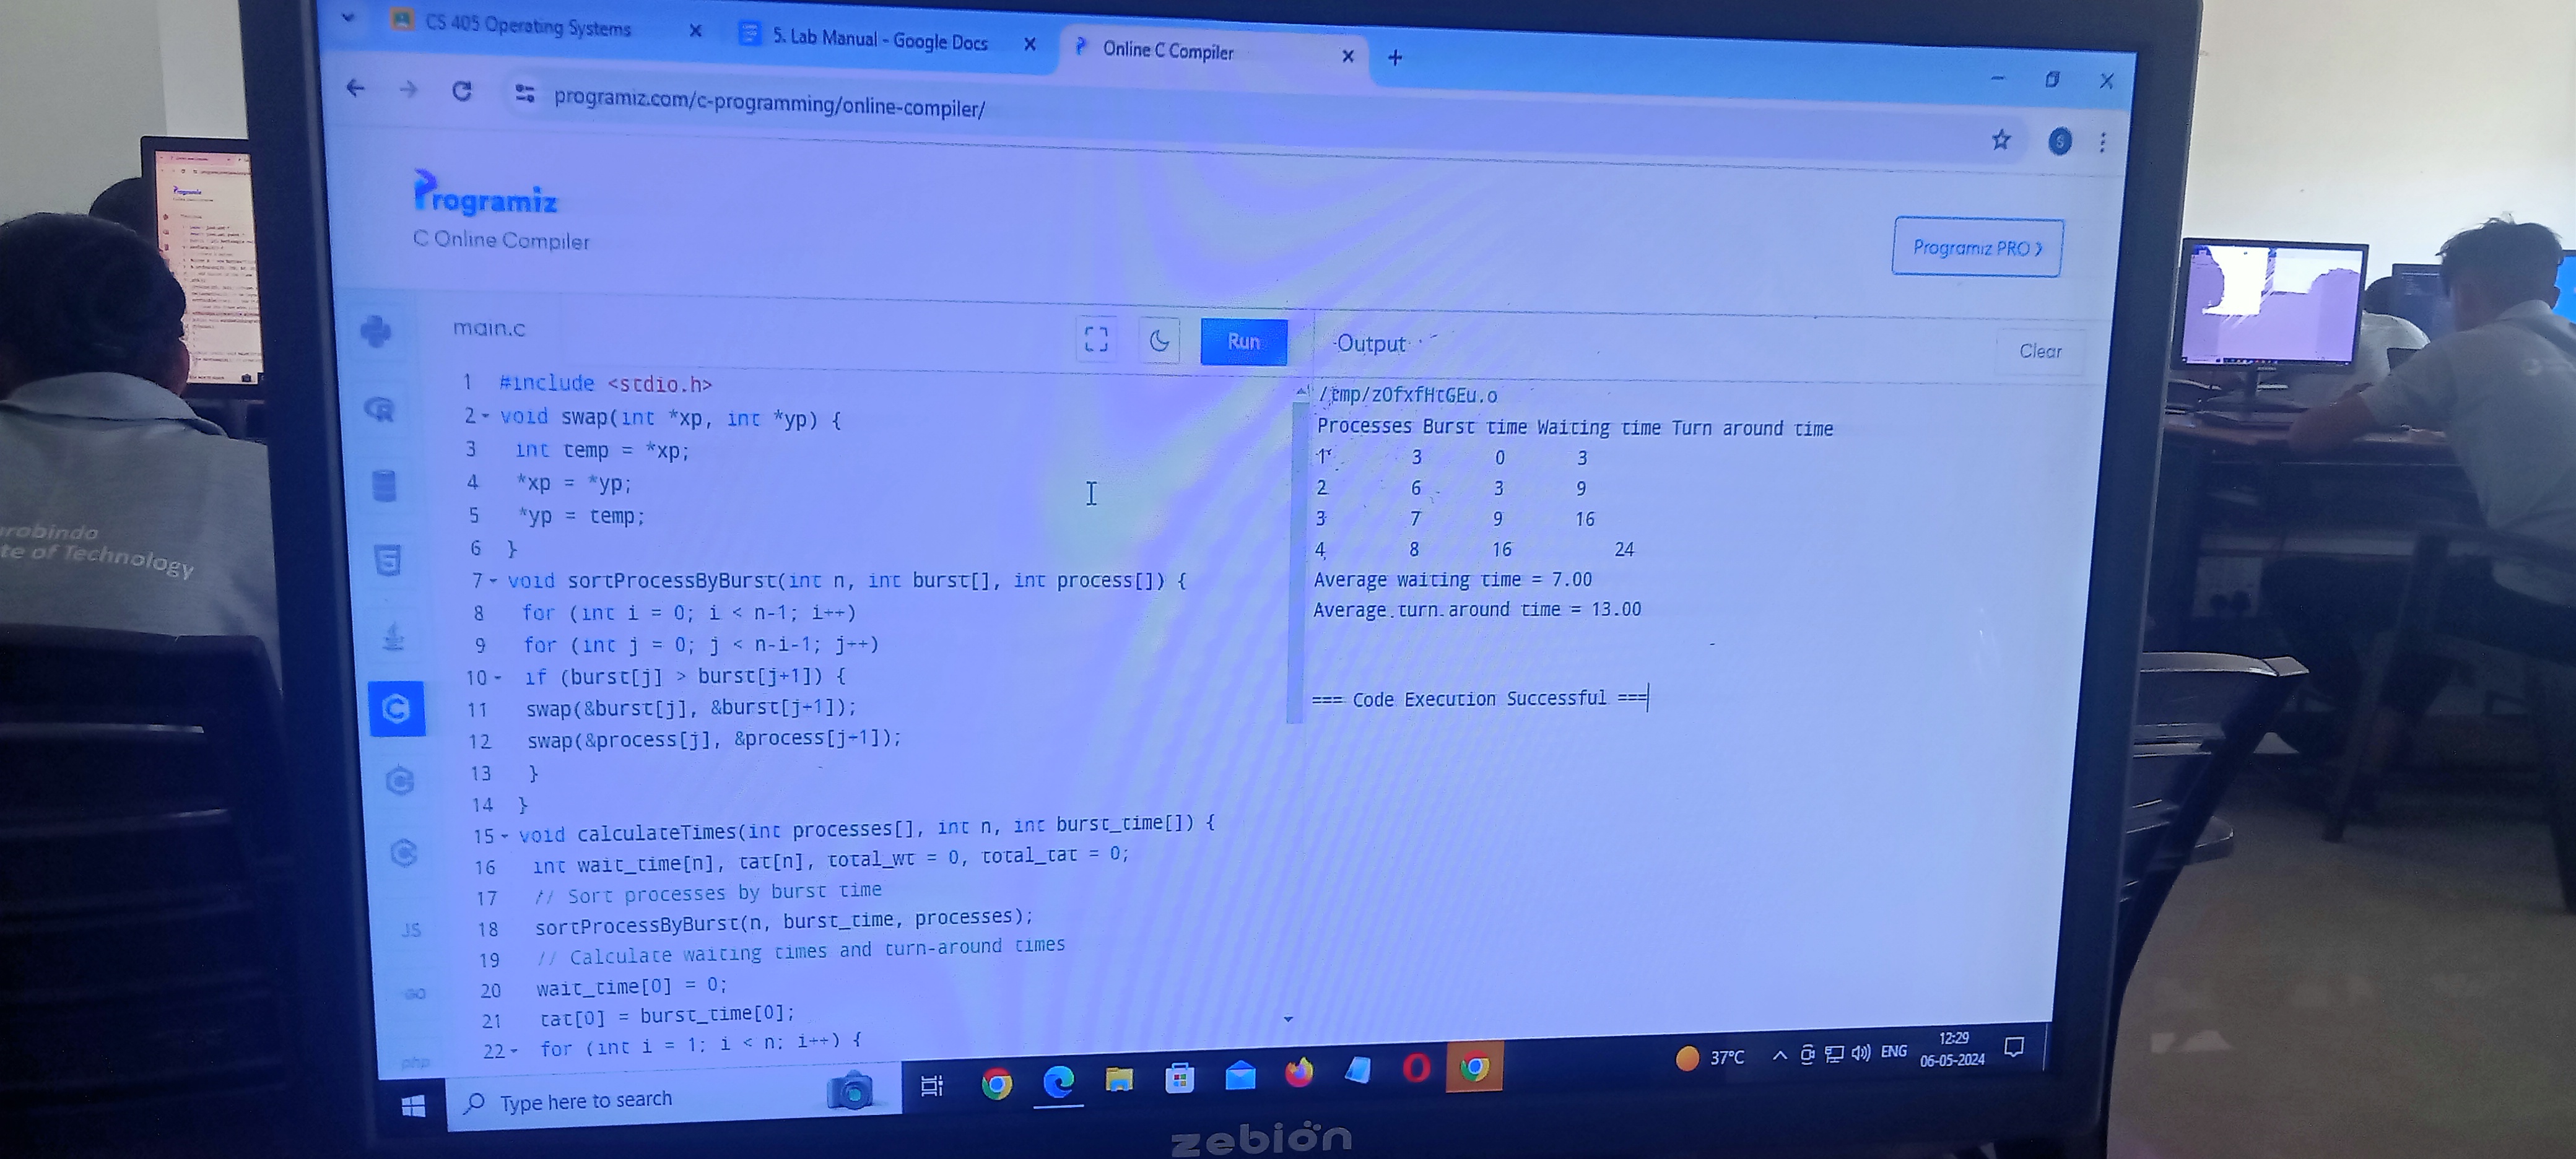 CS 405 Operating Systems
5. Lab Manual - Google Docs
Online C Compiler
programiz.com/c-programming/online-compiler/
Programiz
C Online Compiler
Programiz PRO >
main.c
Run
Output
Clear
1 #include <stdio.h>
2 void swap(int *xp, int *yp) {
3 int temp = *xp;
4 *xp = *yp;
5 *yp = temp;
6 }
7 void sortProcessByBurst(int n, int burst[], int process[]) {
8 for (int i = 0; i < n-1; i++)
9 for (int j = 0; j < n-i-1; j++)
10 if (burst[j] > burst[j+1]) {
11 swap(&burst[j], &burst[j+1]);
12 swap(&process[j], &process[j+1]);
13 }
14 }
15 void calculateTimes(int processes[], int n, int burst_time[]) {
16 int wait_time[n], tat[n], total_wt = 0, total_tat = 0;
17 // Sort processes by burst time
18 sortProcessByBurst(n, burst_time, processes);
19 // Calculate waiting times and turn-around times
20 wait_time[0] = 0;
21 tat[0] = burst_time[0];
22 for (int i = 1; i < n; i++) {
/tmp/zOfxfHtGEu.o
Processes Burst time Waiting time Turn around time
1 3 0 3
2 6 3 9
3 7 9 16
4 8 16 24
Average waiting time = 7.00
Average turn around time = 13.00
=== Code Execution Successful ===
JS
GO
php
Type here to search
37°C
ENG
12:29
06-05-2024
zebion
te of Technology